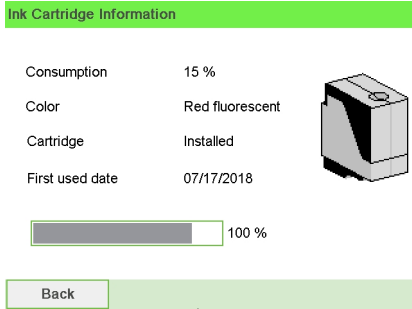 Ink Cartridge Information
Consumption 15 %
Color Red fluorescent
Cartridge Installed
First used date 07/17/2018
100 %
Back